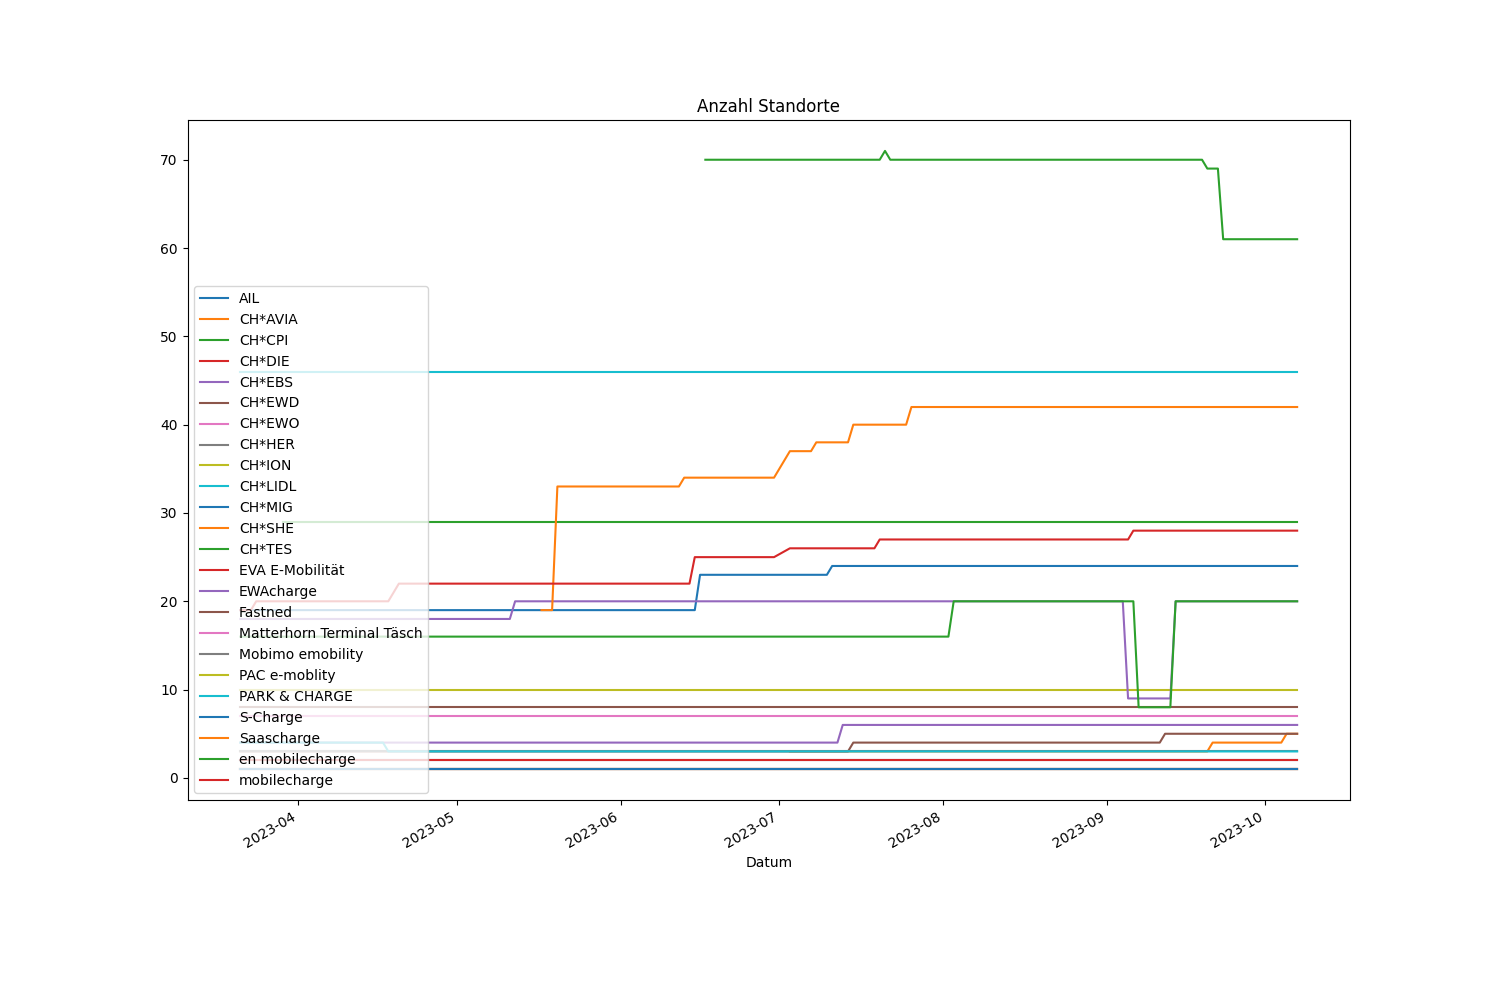 Anzahl Standorte
70
60
50
40
30
20
10
0
AIL
CH*AVIA
CH*CPI
CH*DIE
CH*EBS
CH*EWD
CH*EWO
CH*HER
CH*ION
CH*LIDL
CH*MIG
CH*SHE
CH*TES
EVA E-Mobilität
EWAcharge
Fastned
Matterhorn Terminal Täsch
Mobimo emobility
PAC e-moblity
PARK & CHARGE
S-Charge
Saascharge
en mobilecharge
mobilecharge
2023-04
2023-05
2023-06
2023-07
2023-08
2023-09
2023-10
Datum